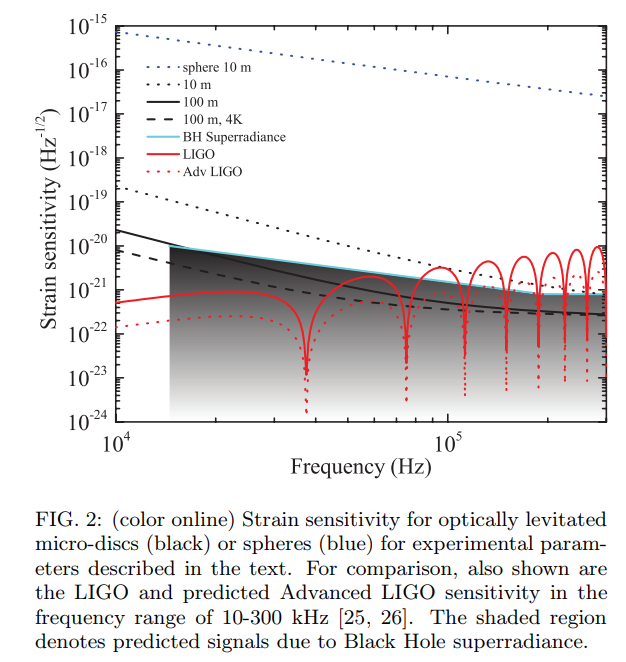 10-15
10-16
10-17
10-18
10-19
10-20
10-21
10-22
10-23
10-24
Strain sensitivity (Hz-1/2)
sphere 10 m
10 m
100 m
100 m, 4K
BH Superradiance
LIGO
Adv LIGO
104
105
Frequency (Hz)
FIG. 2: (color online) Strain sensitivity for optically levitated
micro-discs (black) or spheres (blue) for experimental param-
eters described in the text. For comparison, also shown are
the LIGO and predicted Advanced LIGO sensitivity in the
frequency range of 10-300 kHz [25, 26]. The shaded region
denotes predicted signals due to Black Hole superradiance.